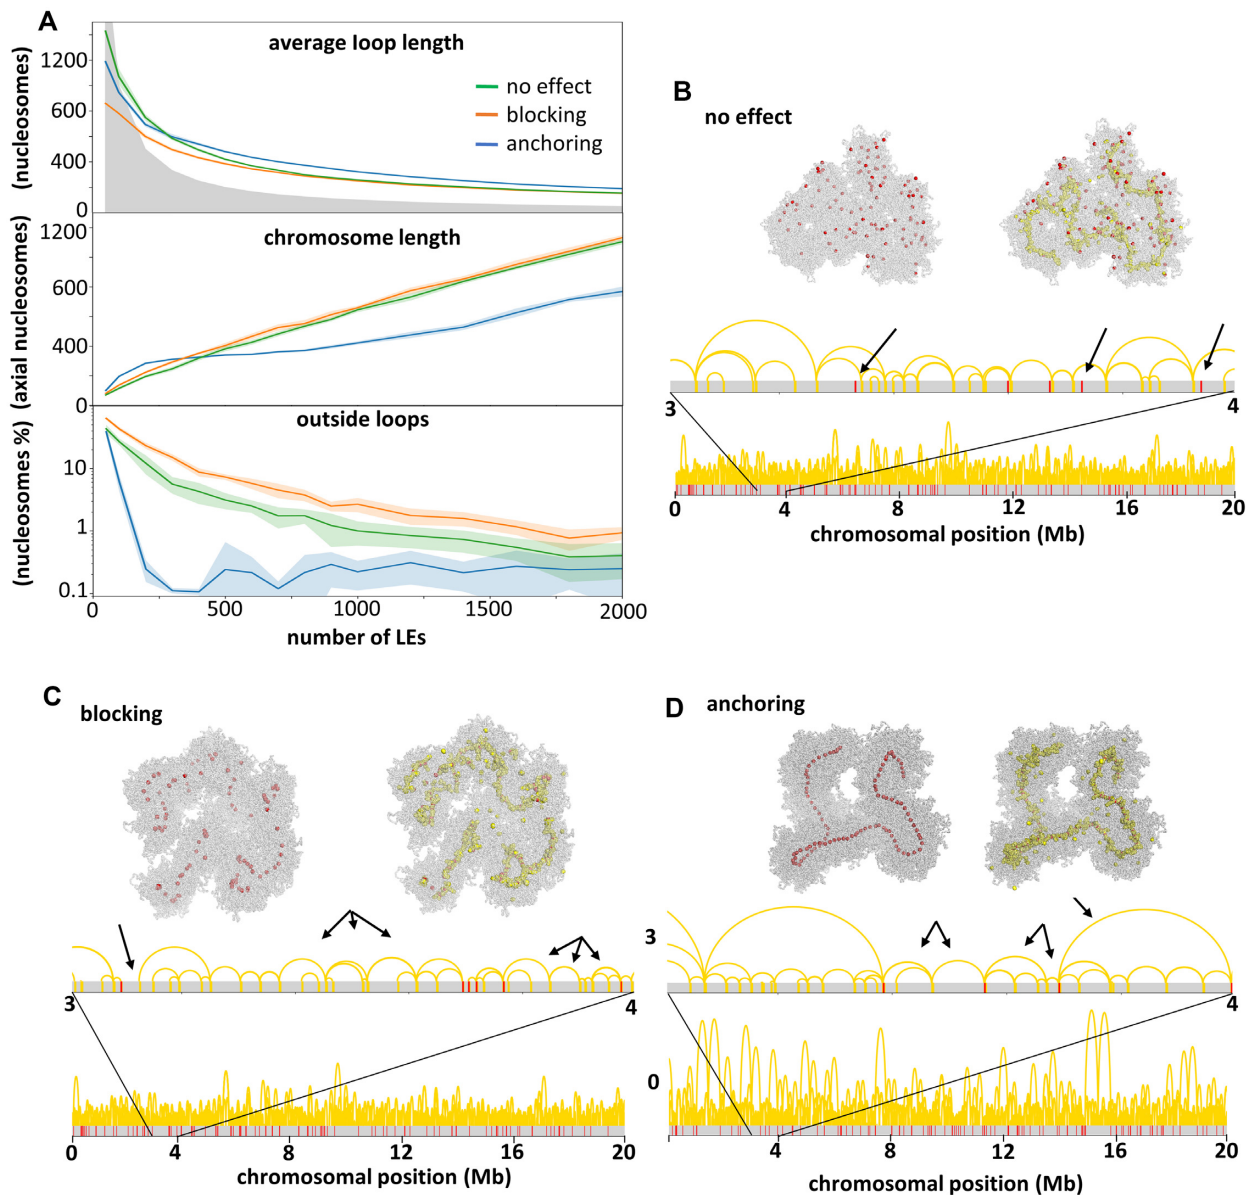 A
average loop length
(nucleosomes)
1200
600
400
0
no effect
blocking
anchoring
chromosome length
(axial nucleosomes)
1200
600
400
0
outside loops
(nucleosomes %)
10
1
0.1
0 500 1000 1500 2000
number of LEs
B
no effect
3 4
0 4 8 12 16 20
chromosomal position (Mb)
C
blocking
3 4
0 4 8 12 16 20
chromosomal position (Mb)
D
anchoring
3
4
0
4 8 12 16 20
chromosomal position (Mb)